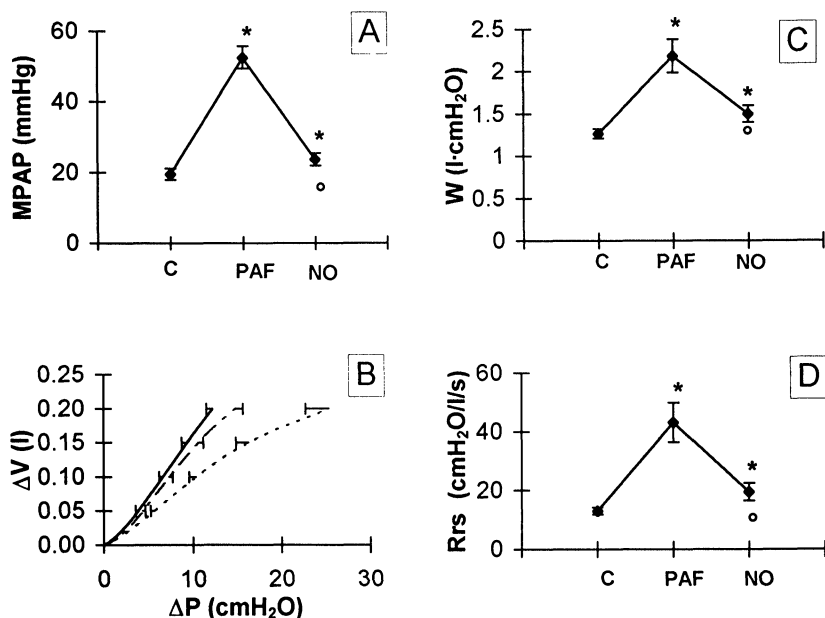 A
MPAP (mmHg)
60
40
20
0
*
*
°
C PAF NO
C
W (l·cmH₂O)
2.5
2
1.5
1
0.5
0
*
*
°
C PAF NO
B
ΔV (l)
0.25
0.20
0.15
0.10
0.05
0.00
0 10 20 30
ΔP (cmH₂O)
D
Rrs (cmH₂O/l/s)
60
40
20
0
*
*
°
C PAF NO